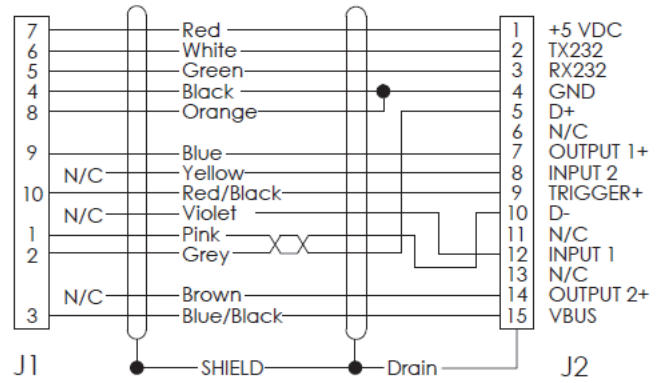 7 Red 1 +5 VDC
6 White 2 TX232
5 Green 3 RX232
4 Black 4 GND
8 Orange 5 D+
6 N/C
9 Blue 7 OUTPUT 1+
N/C Yellow 8 INPUT 2
10 Red/Black 9 TRIGGER+
N/C Violet 10 D-
1 Pink 11 N/C
2 Grey 12 INPUT 1
13 N/C
N/C Brown 14 OUTPUT 2+
3 Blue/Black 15 VBUS
J1 SHIELD Drain J2